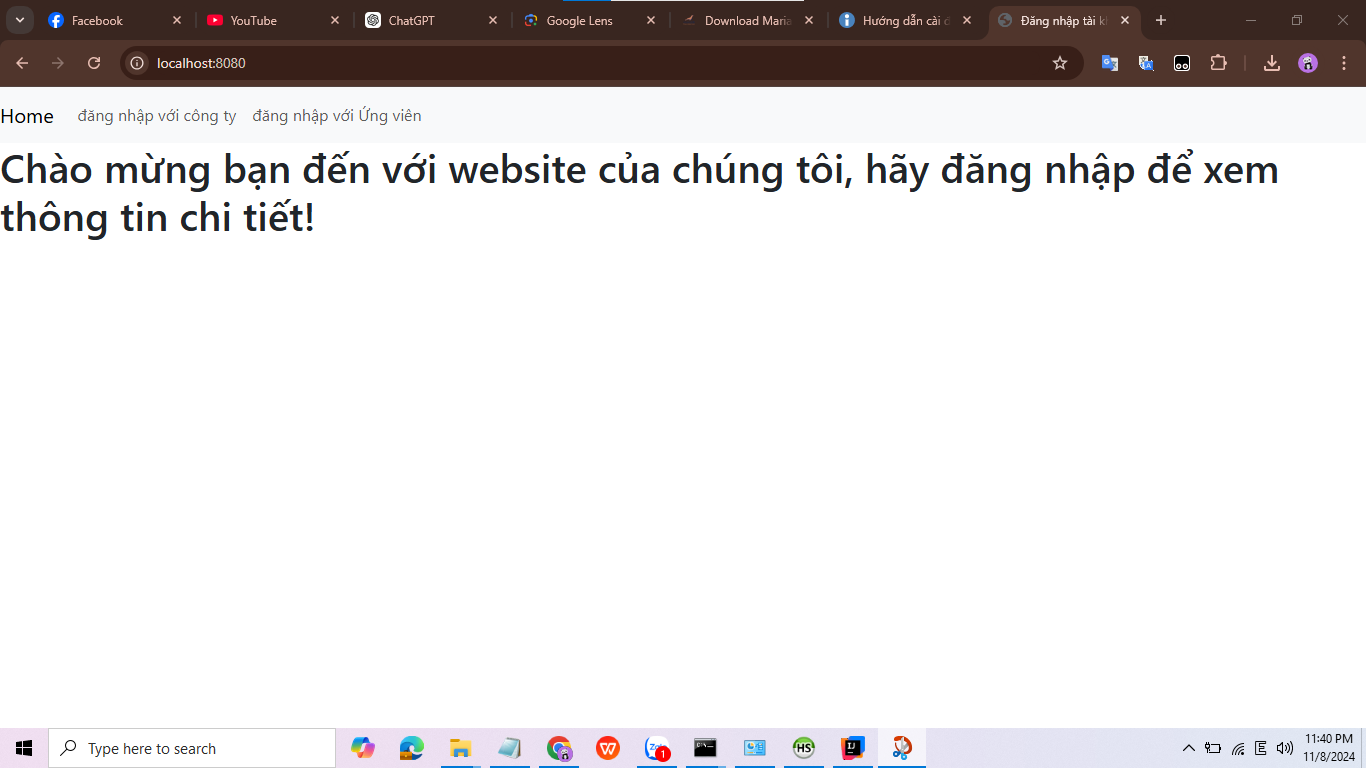 Facebook
YouTube
ChatGPT
Google Lens
Download Maria
Hướng dẫn cài đ
Đăng nhập tài kh
localhost:8080
Home đăng nhập với công ty đăng nhập với Ứng viên
Chào mừng bạn đến với website của chúng tôi, hãy đăng nhập để xem
thông tin chi tiết!
Type here to search
11:40 PM
11/8/2024